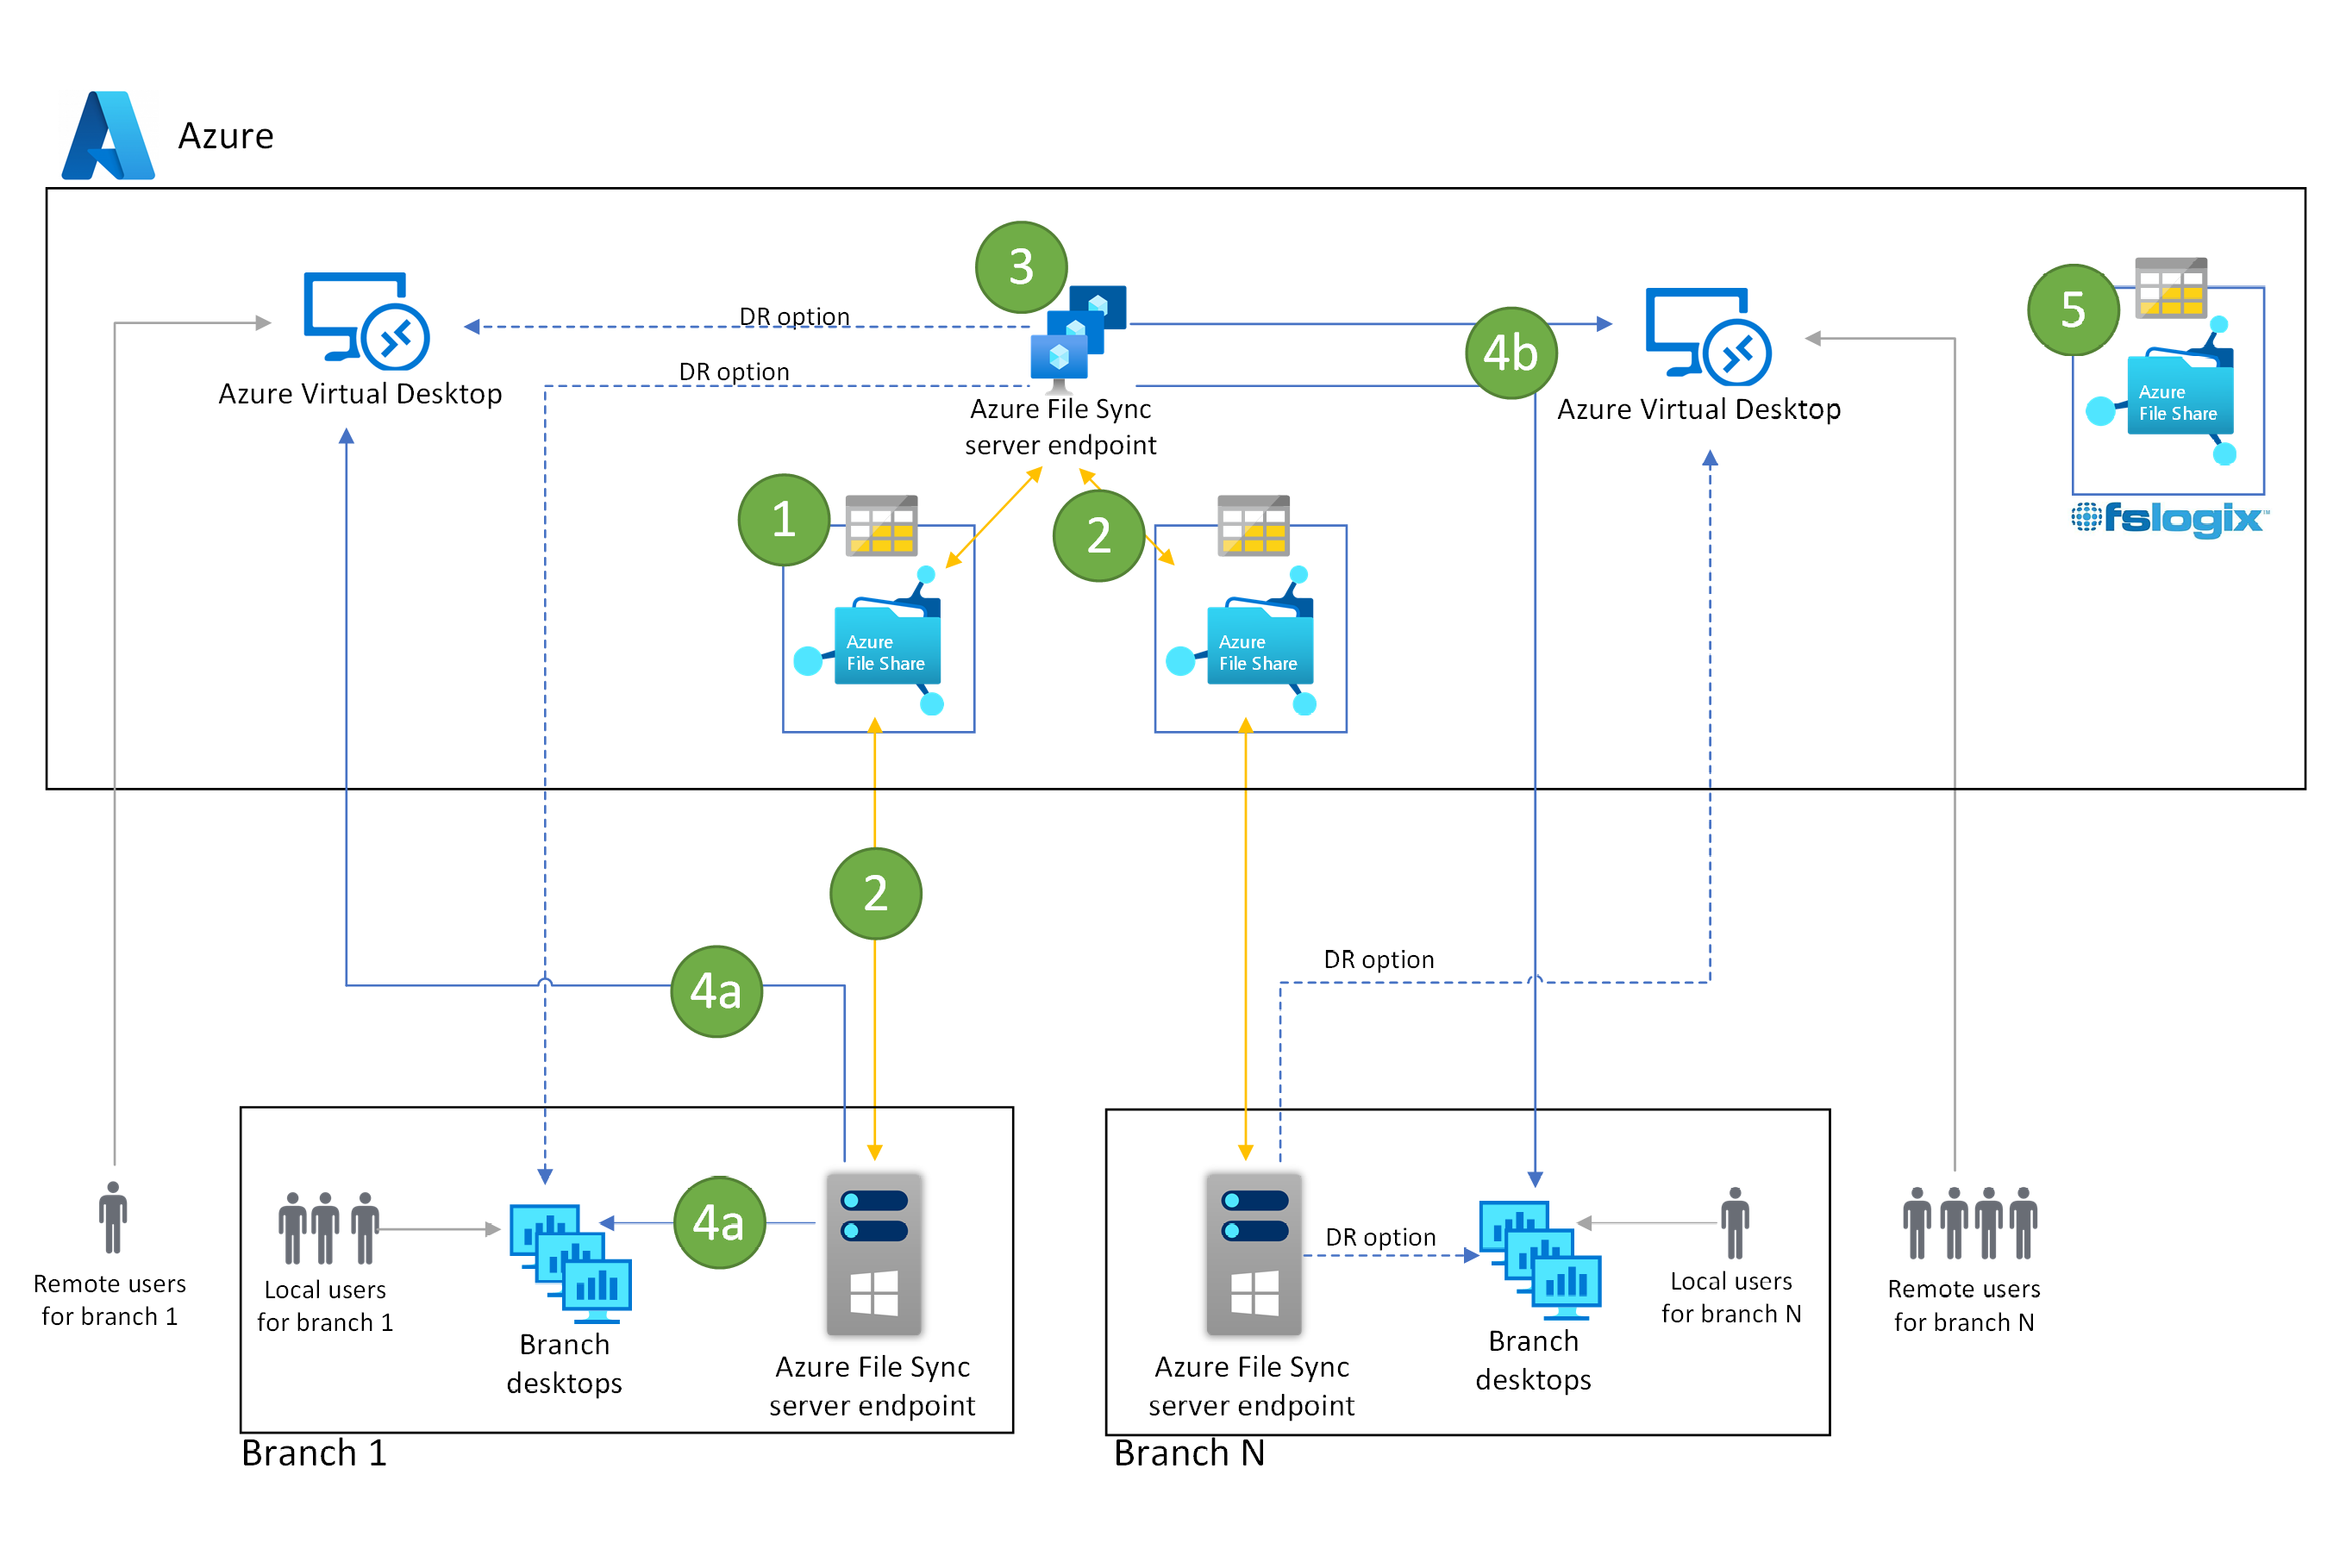 Azure
3
DR option
DR option
4b
5
Azure Virtual Desktop
Azure File Sync
server endpoint
Azure Virtual Desktop
Azure
File Share
fslogix™
1
2
Azure
File Share
Azure
File Share
2
4a
DR option
4a
DR option
Remote users
for branch 1
Local users
for branch 1
Branch
desktops
Azure File Sync
server endpoint
Azure File Sync
server endpoint
Branch
desktops
Local users
for branch N
Remote users
for branch N
Branch 1
Branch N